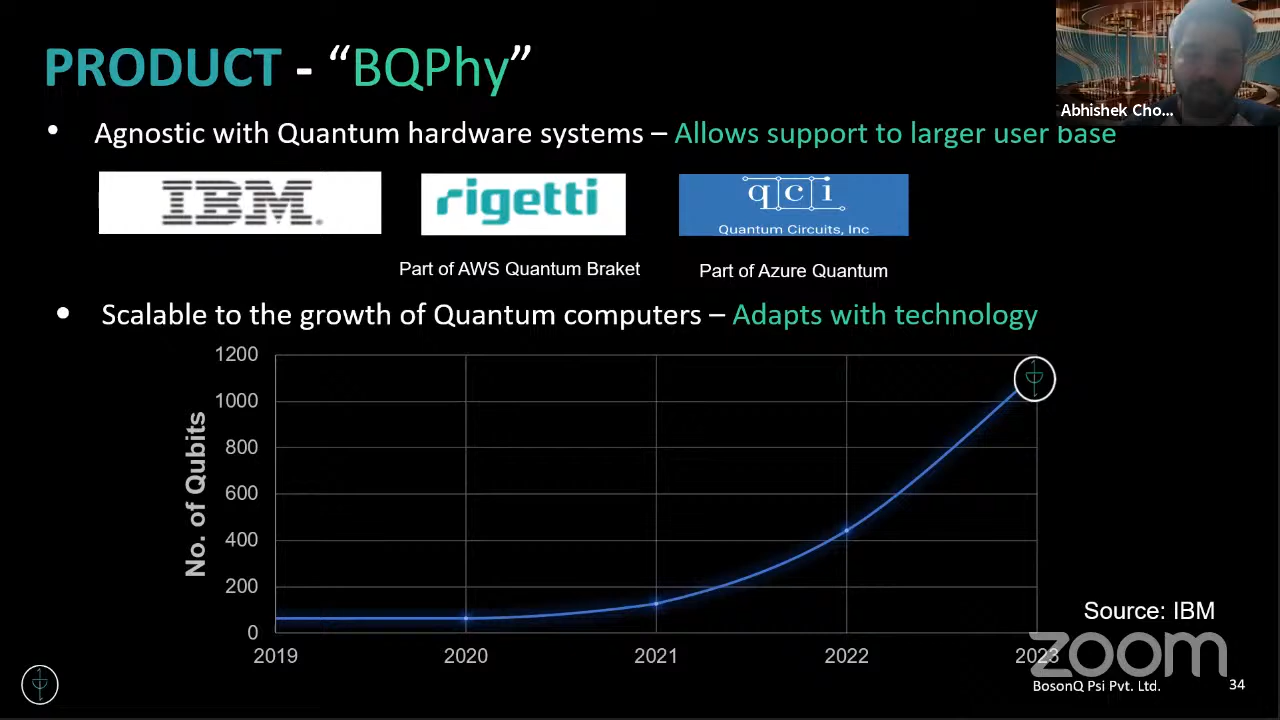 PRODUCT - “BQPhy”
Abhishek Cho...
• Agnostic with Quantum hardware systems – Allows support to larger user base
IBM®
rigetti
qci
Quantum Circuits, Inc
Part of AWS Quantum Braket
Part of Azure Quantum
• Scalable to the growth of Quantum computers – Adapts with technology
No. of Qubits
1200
1000
800
600
400
200
0
2019 2020 2021 2022 2023
Source: IBM
zoom
BosonQ Psi Pvt. Ltd.
34